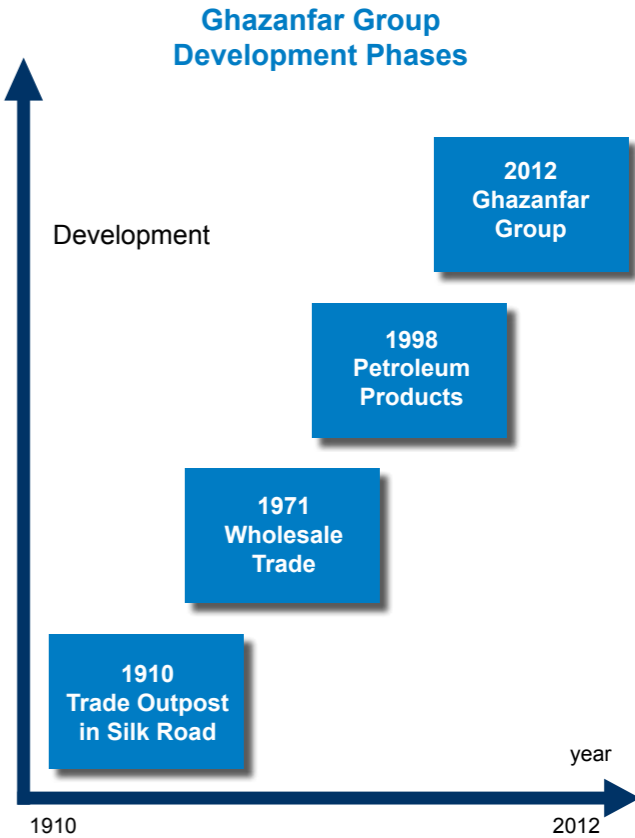 Ghazanfar Group
Development Phases
2012
Ghazanfar
Group
Development
1998
Petroleum
Products
1971
Wholesale
Trade
1910
Trade Outpost
in Silk Road
year
1910
2012